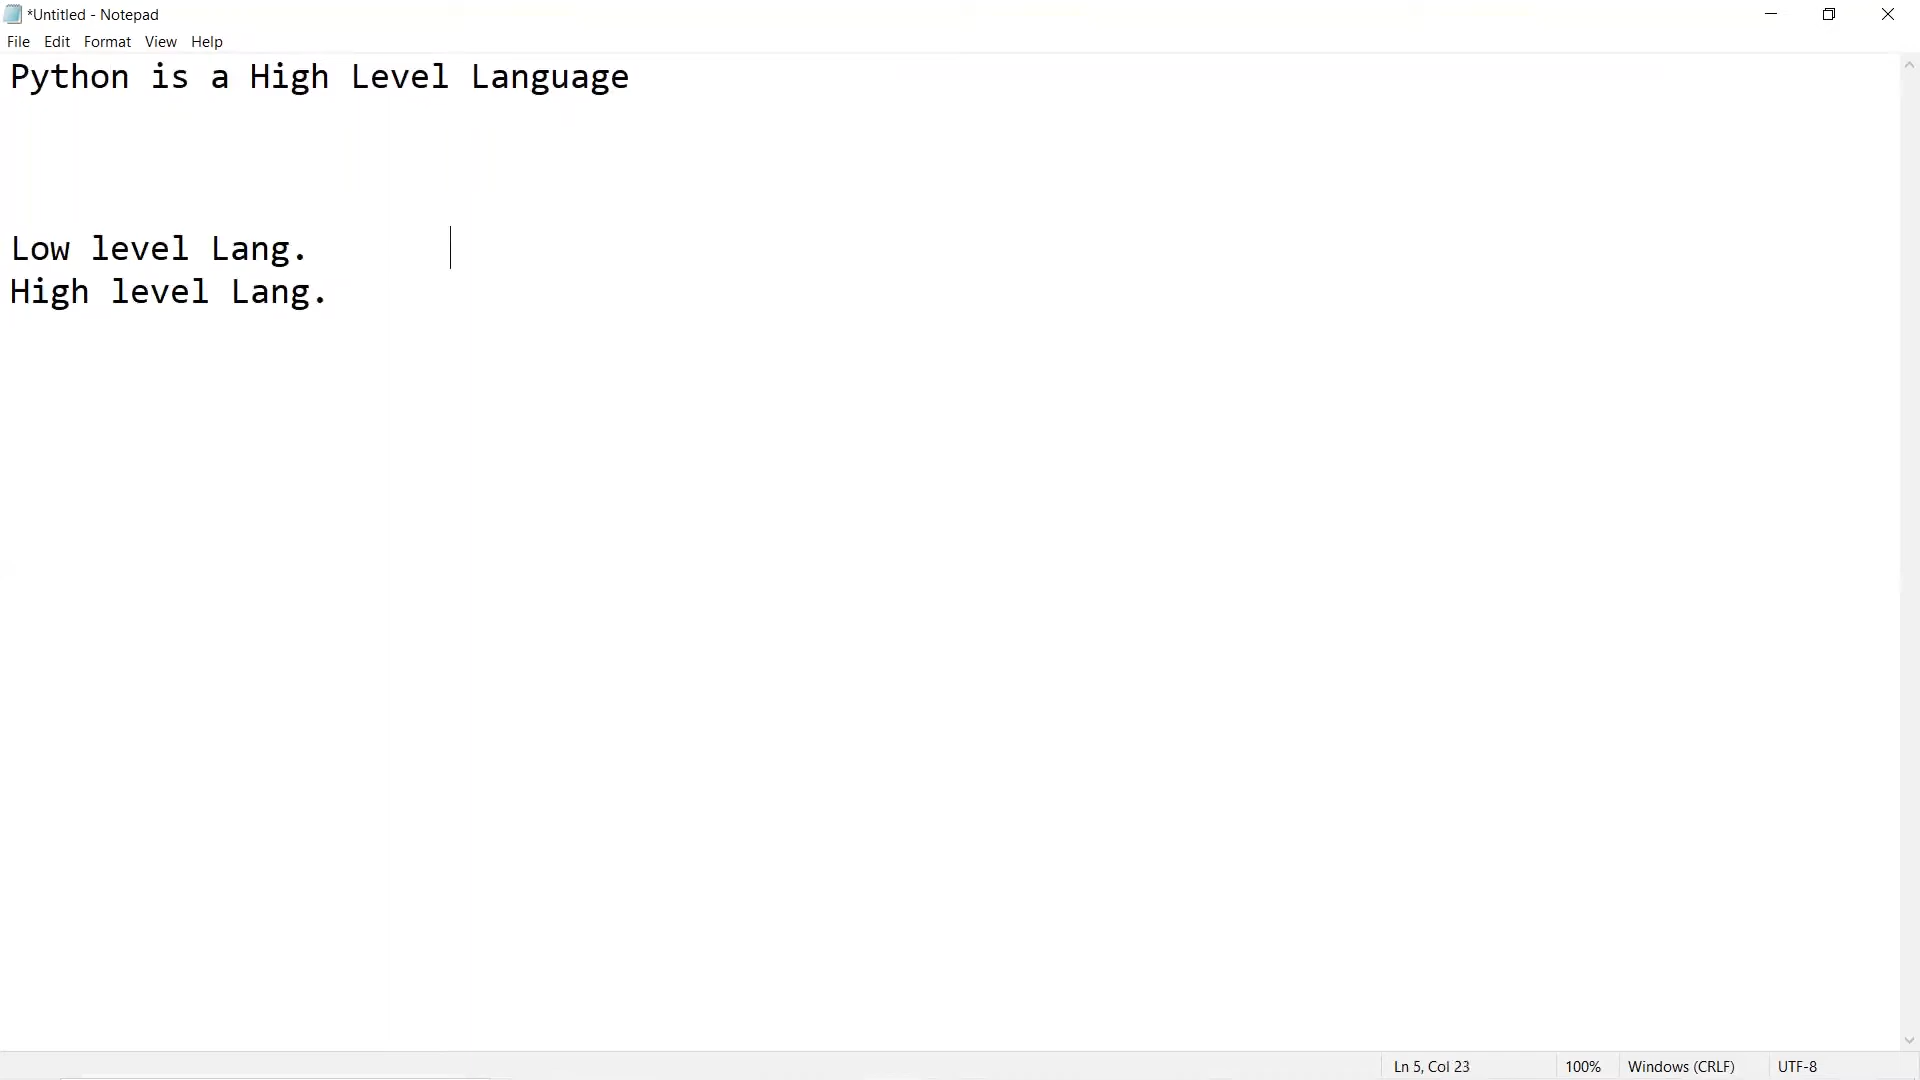 *Untitled - Notepad
File Edit Format View Help
Python is a High Level Language
Low level Lang.
High level Lang.
Ln 5, Col 23 100% Windows (CRLF) UTF-8